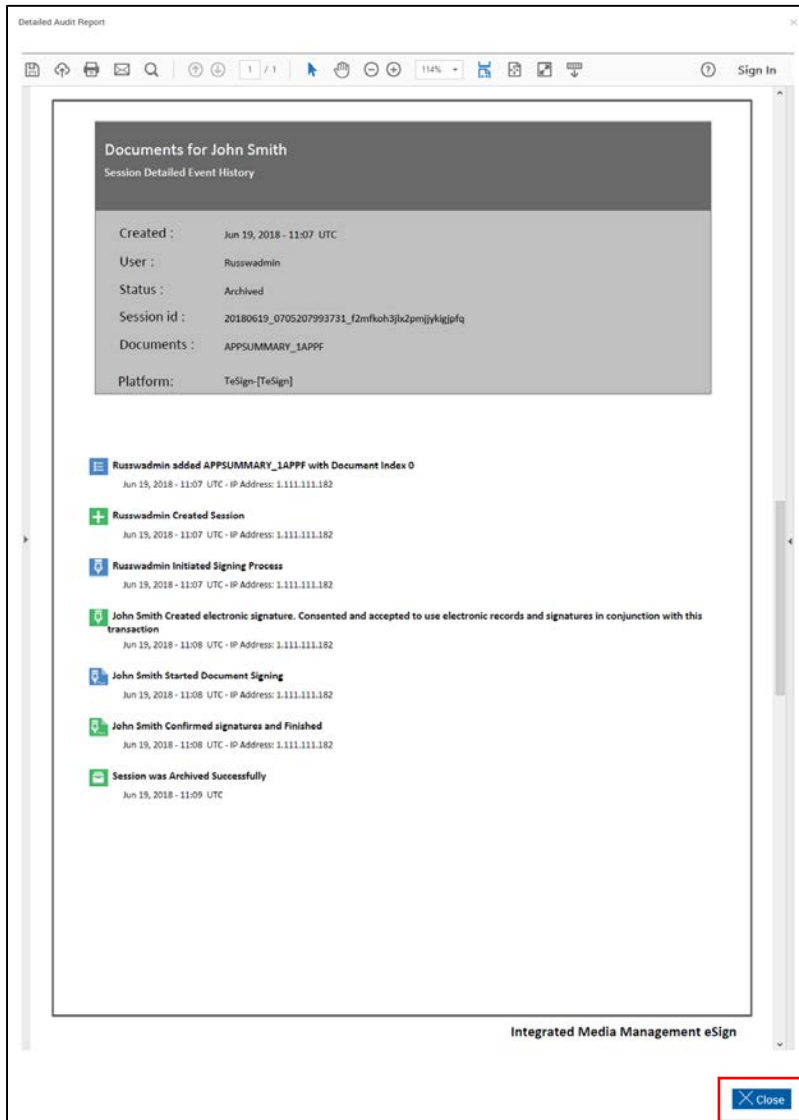 Detailed Audit Report
1 / 1
114%
Sign In
Documents for John Smith
Session Detailed Event History
Created : Jun 19, 2018 - 11:07 UTC
User : Russwadmin
Status : Archived
Session id : 20180619_0705207993731_f2mfkoh3jlx2pmjjykigjpfq
Documents : APPSUMMARY_1APPF
Platform: TeSign-[TeSign]
Russwadmin added APPSUMMARY_1APPF with Document Index 0
Jun 19, 2018 - 11:07 UTC - IP Address: 1.111.111.182
Russwadmin Created Session
Jun 19, 2018 - 11:07 UTC - IP Address: 1.111.111.182
Russwadmin Initiated Signing Process
Jun 19, 2018 - 11:07 UTC - IP Address: 1.111.111.182
John Smith Created electronic signature. Consented and accepted to use electronic records and signatures in conjunction with this
transaction
Jun 19, 2018 - 11:08 UTC - IP Address: 1.111.111.182
John Smith Started Document Signing
Jun 19, 2018 - 11:08 UTC - IP Address: 1.111.111.182
John Smith Confirmed signatures and Finished
Jun 19, 2018 - 11:08 UTC - IP Address: 1.111.111.182
Session was Archived Successfully
Jun 19, 2018 - 11:09 UTC
Integrated Media Management eSign
Close